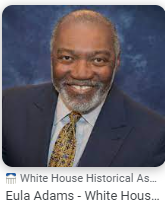 White House Historical As...
Eula Adams - White Hous...